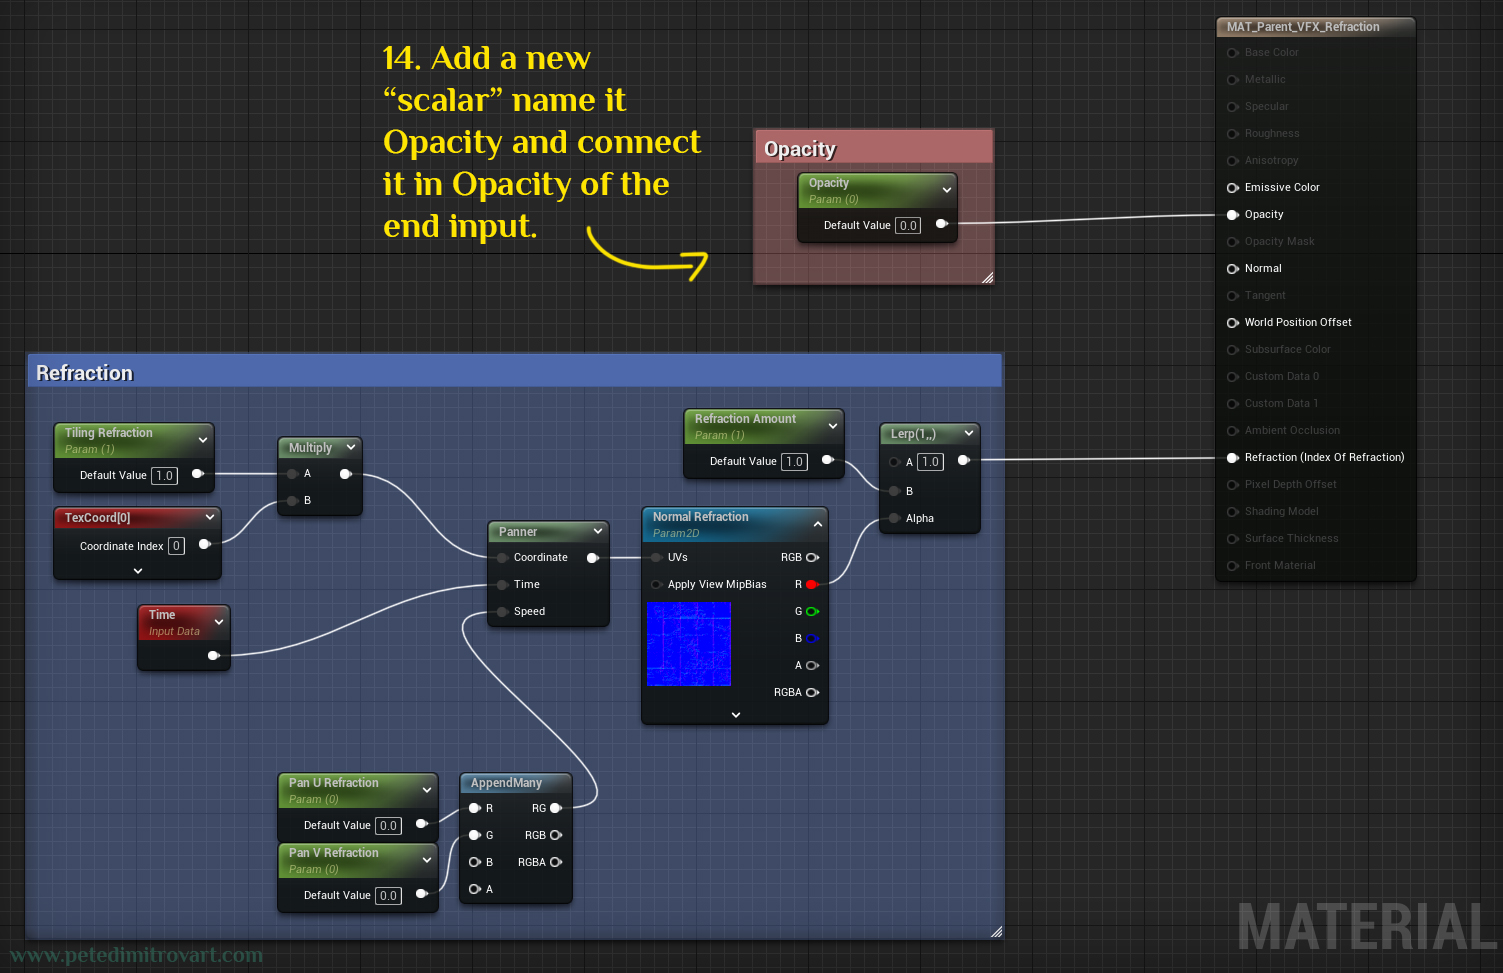 14. Add a new
“scalar” name it
Opacity and connect
it in Opacity of the
end input.
Opacity
Opacity
Param (0)
Default Value 0.0
MAT_Parent_VFX_Refraction
Base Color
Metallic
Specular
Roughness
Anisotropy
Emissive Color
Opacity
Opacity Mask
Normal
Tangent
World Position Offset
Subsurface Color
Custom Data 0
Custom Data 1
Ambient Occlusion
Refraction (Index Of Refraction)
Pixel Depth Offset
Shading Model
Surface Thickness
Front Material
Refraction
Tiling Refraction
Param (1)
Default Value 1.0
TexCoord[0]
Coordinate Index 0
Time
Input Data
Multiply
A
B
Panner
Coordinate
Time
Speed
Pan U Refraction
Param (0)
Default Value 0.0
Pan V Refraction
Param (0)
Default Value 0.0
AppendMany
R RG
G RGB
B RGBA
A
Normal Refraction
Param2D
UVs RGB
Apply View MipBias R
G
B
A
RGBA
Refraction Amount
Param (1)
Default Value 1.0
Lerp(1,,)
A 1.0
B
Alpha
www.petedimitrovart.com
MATERIAL